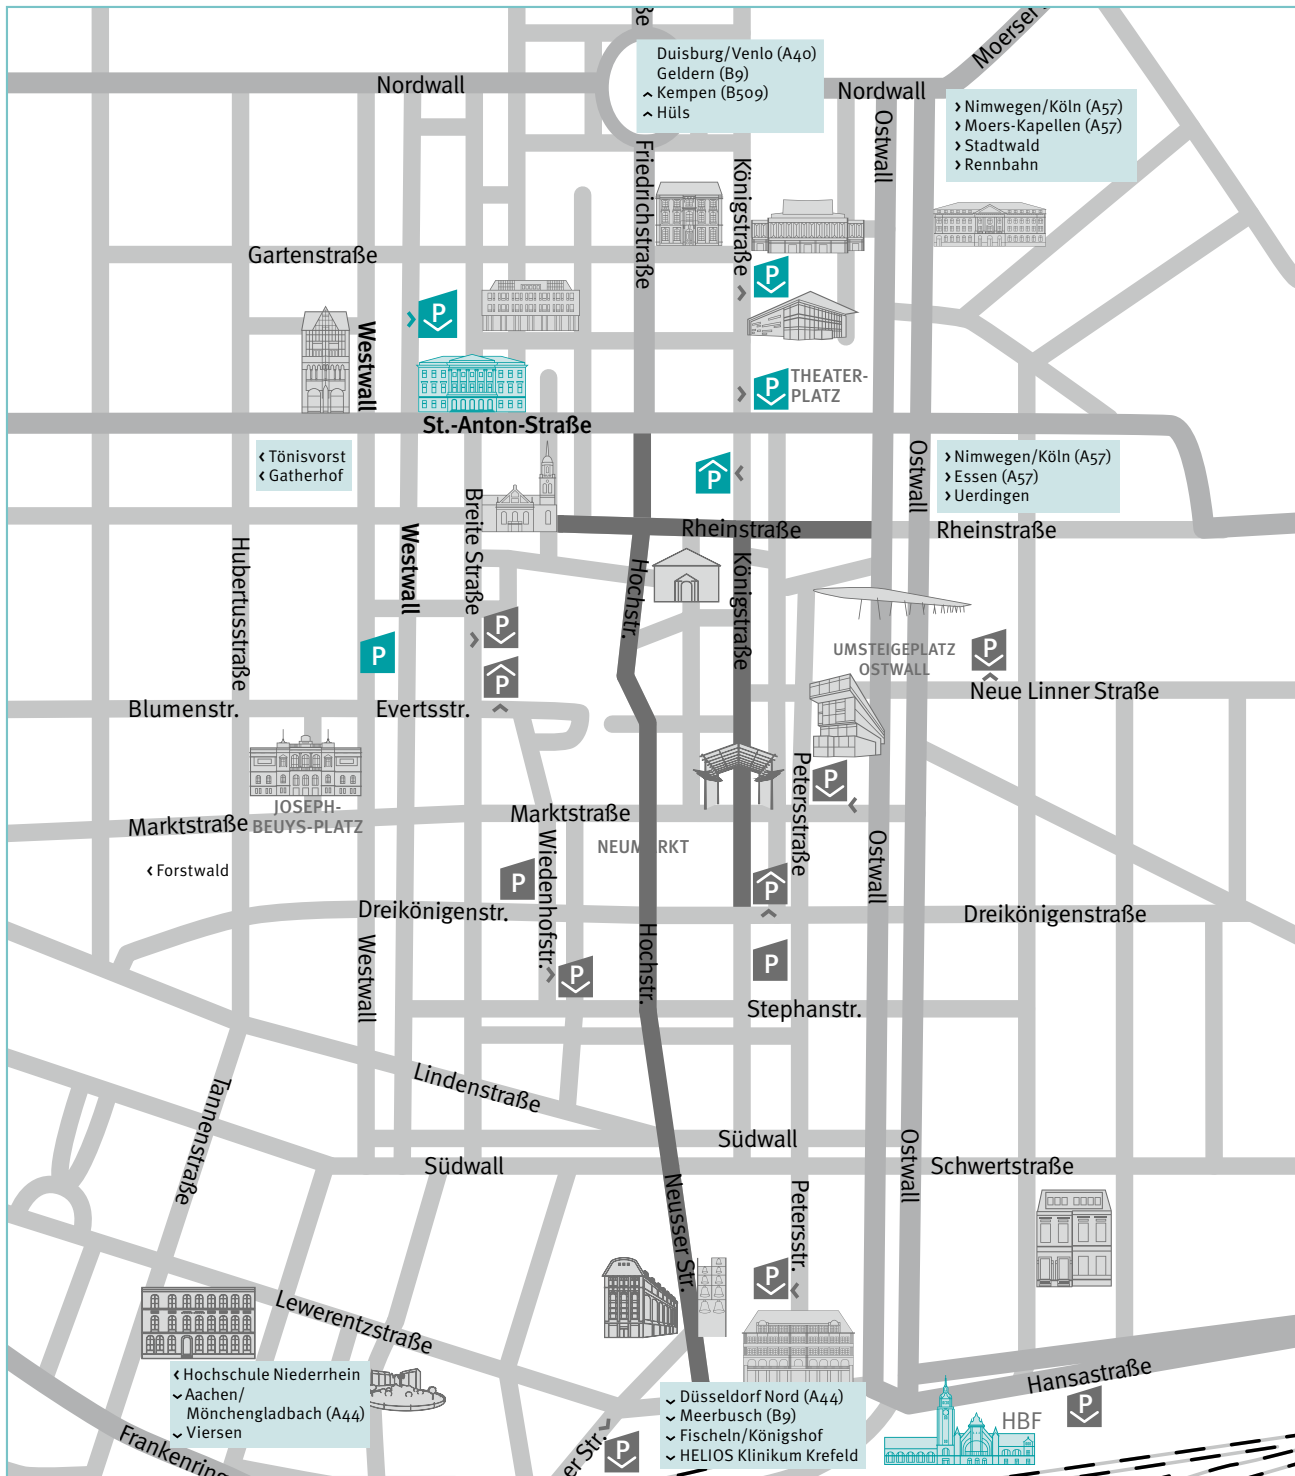 Duisburg/Venlo (A40)
Geldern (B9)
Kempen (B509)
Hüls
Moerser
Nordwall
Nordwall
Ostwall
› Nimwegen/Köln (A57)
› Moers-Kapellen (A57)
› Stadtwald
› Rennbahn
Friedrichstraße
Königstraße
Gartenstraße
P
P
Westwall
THEATER-
PLATZ
P
St.-Anton-Straße
‹ Tönisvorst
‹ Gatherhof
Ostwall
› Nimwegen/Köln (A57)
› Essen (A57)
› Uerdingen
P
Breite Straße
Rheinstraße
Rheinstraße
Hubertusstraße
Westwall
Hochstr.
Königstraße
P
P
P
UMSTEIGEPLATZ
OSTWALL
P
P
Neue Linner Straße
Blumenstr.
Evertsstr.
Petersstraße
P
JOSEPH-
BEUYS-PLATZ
Marktstraße
Marktstraße
NEUMARKT
Wiedenhofstr.
Ostwall
‹ Forstwald
P
P
Dreikönigenstr.
Dreikönigenstraße
Westwall
Hochstr.
P
P
Stephanstr.
Lindenstraße
Tannenstraße
Südwall
Südwall
Ostwall
Schwertstraße
Neusser Str.
Petersstr.
P
Lewerentzstraße
‹ Hochschule Niederrhein
Aachen/
Mönchengladbach (A44)
Viersen
Düsseldorf Nord (A44)
Meerbusch (B9)
Fischeln/Königshof
HELIOS Klinikum Krefeld
Hansastraße
HBF
P
P
er Str.
Frankenring